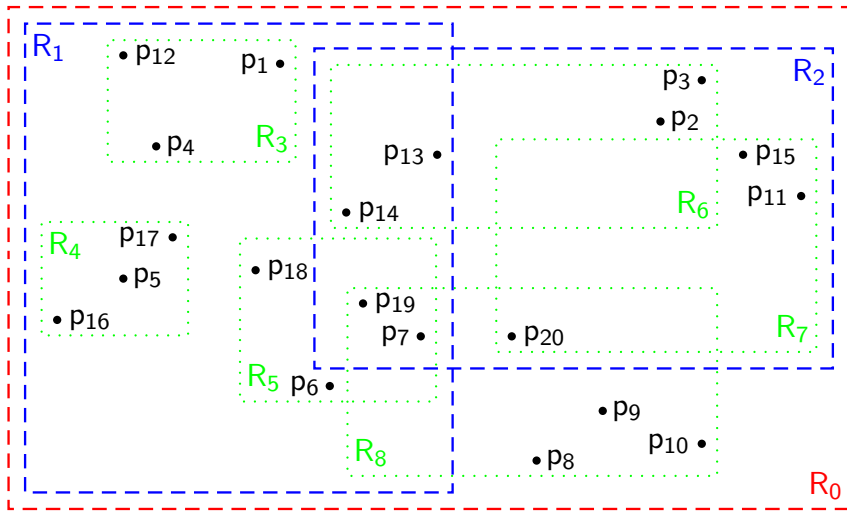 R₁
p₁₂
p₁
R₂
p₃
p₂
R₃
p₄
p₁₃
p₁₅
p₁₁
R₆
p₁₄
p₁₇
R₄
p₅
p₁₈
p₁₆
p₁₉
p₇
p₂₀
R₇
R₅
p₆
p₉
R₈
p₈
p₁₀
R₀